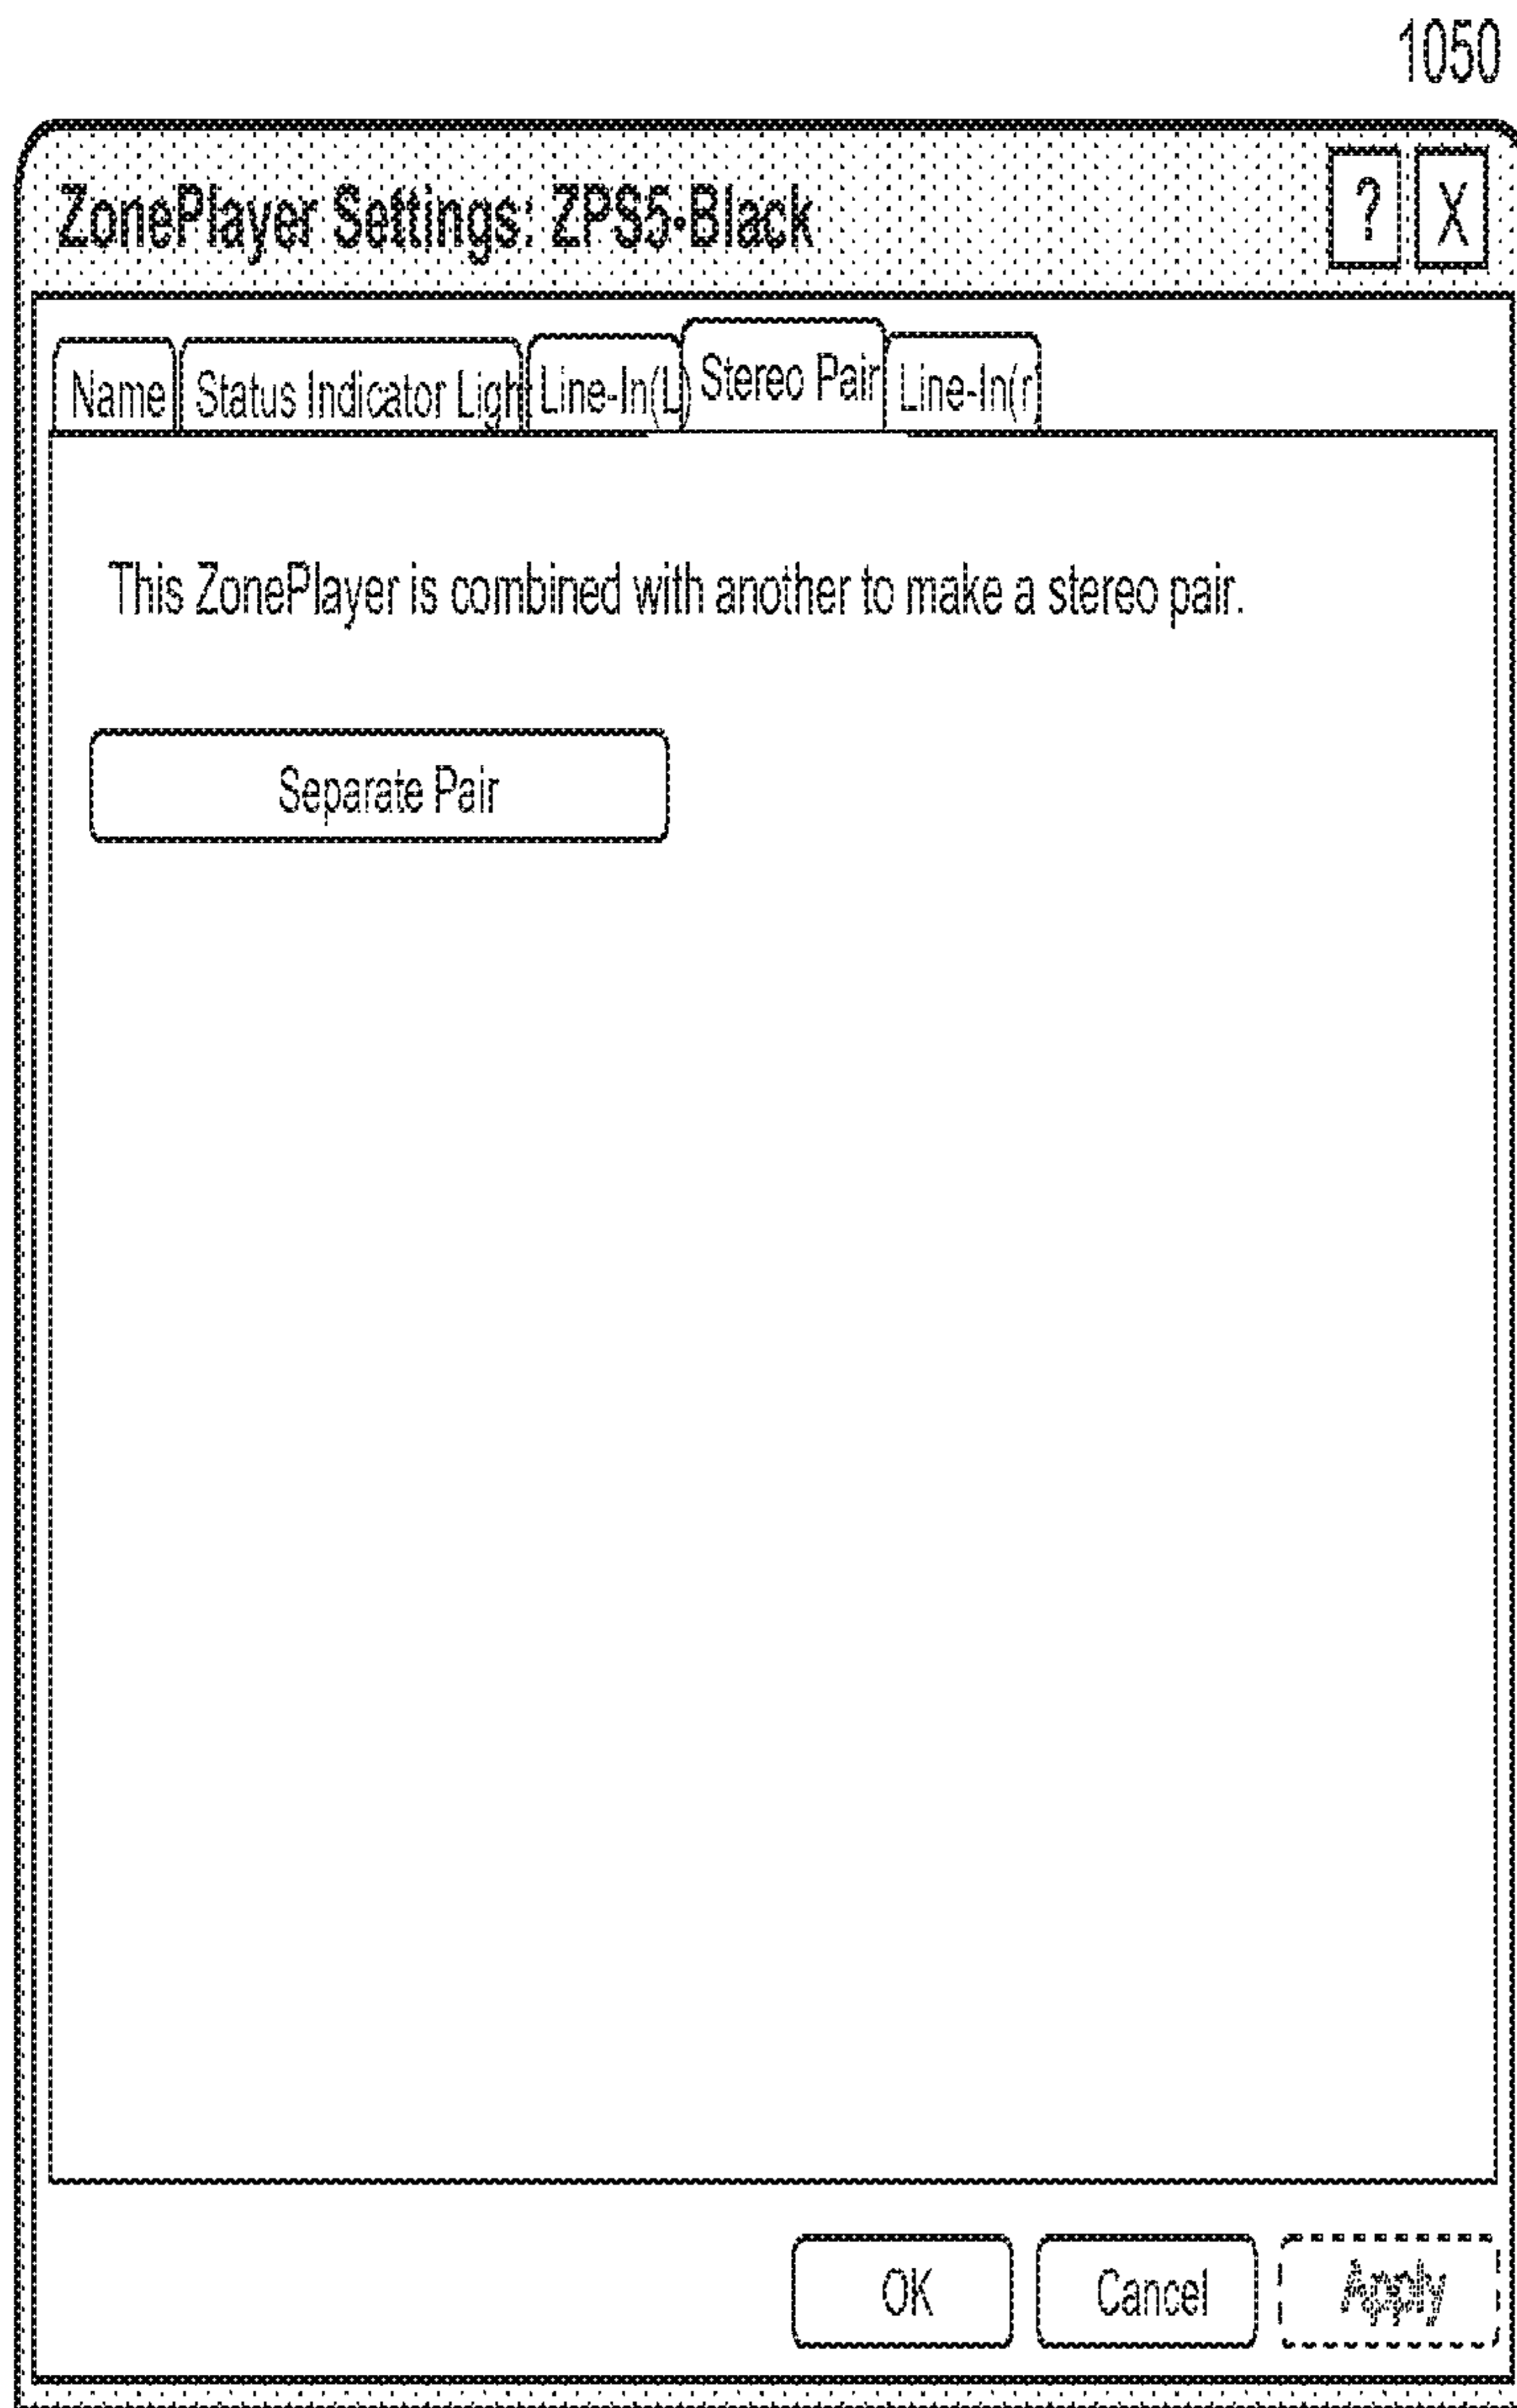 1050
ZonePlayer Settings: ZPS5-Black ? X
Name Status Indicator Ligh Line-In(L) Stereo Pair Line-In(r)
This ZonePlayer is combined with another to make a stereo pair.
Separate Pair
OK Cancel Apply